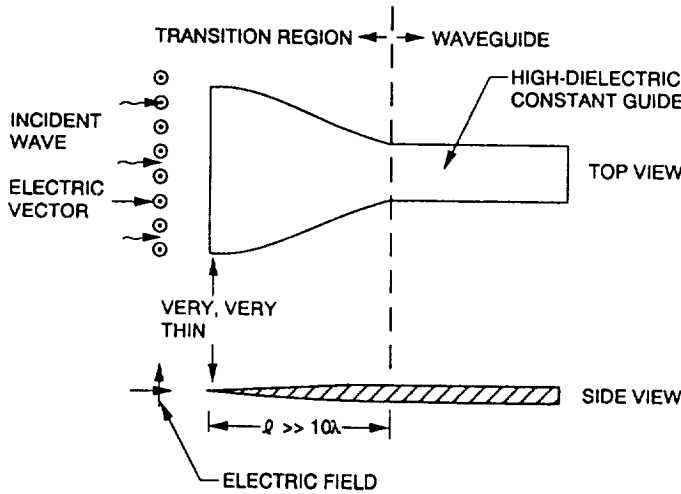 TRANSITION REGION
WAVEGUIDE
HIGH-DIELECTRIC
CONSTANT GUIDE
INCIDENT
WAVE
TOP VIEW
ELECTRIC
VECTOR
VERY, VERY
THIN
SIDE VIEW
ℓ >> 10λ
ELECTRIC FIELD